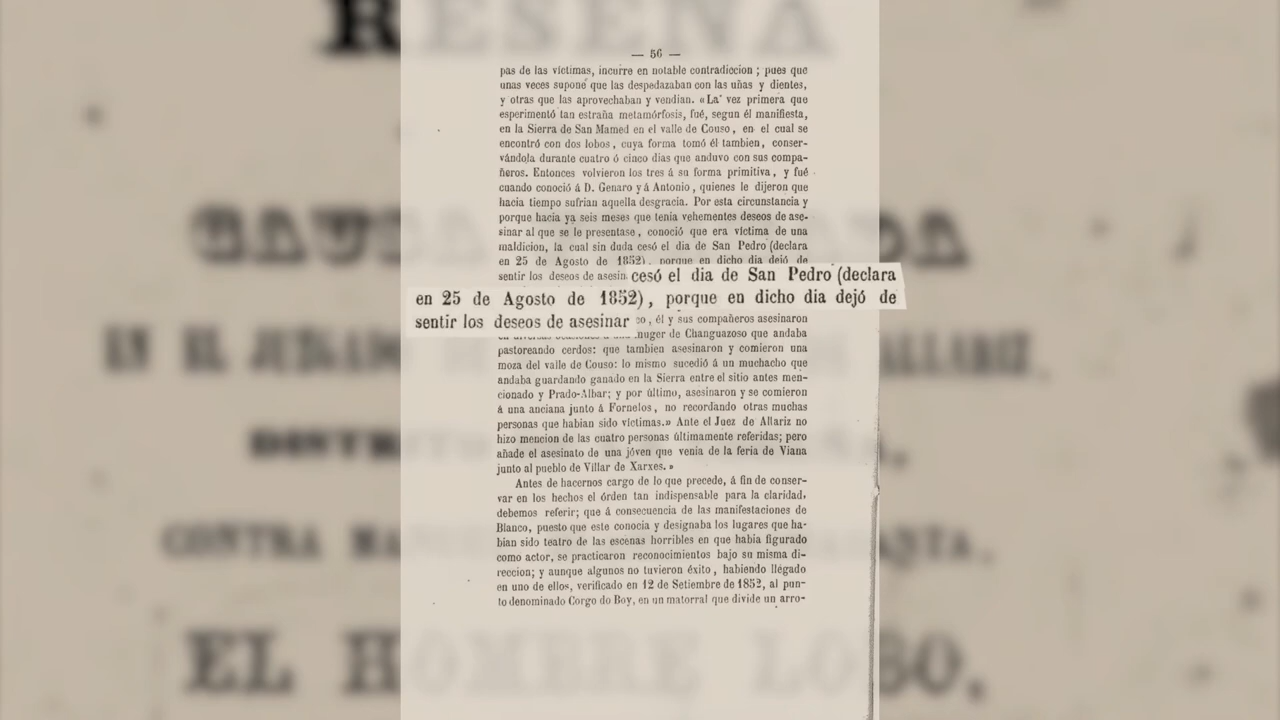 RESEÑA
— 56 —
pas de las víctimas, incurre en notable contradiccion ; pues que
unas veces supone que las despedazaban con las uñas y dientes,
y otras que las aprovechaban y vendian. «La vez primera que
esperimentó tan estraña metamórfosis, fué, segun él manifiesta,
en la Sierra de San Mamed en el valle de Couso, en el cual se
encontró con dos lobos, cuya forma tomó él tambien, conser-
vándola durante cuatro ó cinco dias que anduvo con sus compa-
ñeros. Entonces volvieron los tres á su forma primitiva, y fué
cuando conoció á D. Genaro y á Antonio, quienes le dijeron que
hacia tiempo sufrian aquella desgracia. Por esta circunstancia y
porque hacia ya seis meses que tenia vehementes deseos de ase-
sinar al que se le presentase, conoció que era víctima de una
maldicion, la cual sin duda cesó el dia de San Pedro (declara
en 25 de Agosto de 1852), porque en dicho dia dejó de
sentir los deseos de asesin
cesó el dia de San Pedro (declara
en 25 de Agosto de 1852), porque en dicho dia dejó de
sentir los deseos de asesinar
co, él y sus compañeros asesinaron
en diversas ocasiones á una muger de Changuazoso que andaba
pastoreando cerdos: que tambien asesinaron y comieron una
moza del valle de Couso: lo mismo sucedió á un muchacho que
andaba guardando ganado en la Sierra entre el sitio antes men-
cionado y Prado-Albar; y por último, asesinaron y se comieron
á una anciana junto á Fornelos, no recordando otras muchas
personas que habian sido víctimas.» Ante el Juez de Allariz no
hizo mencion de las cuatro personas últimamente referidas; pero
añade el asesinato de una jóven que venia de la feria de Viana
junto al pueblo de Villar de Xarxes.»
Antes de hacernos cargo de lo que precede, á fin de conser-
var en los hechos el órden tan indispensable para la claridad,
debemos referir; que á consecuencia de las manifestaciones de
Blanco, puesto que este conocia y designaba los lugares que ha-
bian sido teatro de las escenas horribles en que habia figurado
como actor, se practicaron reconocimientos bajo su misma di-
reccion; y aunque algunos no tuvieron éxito, habiendo llegado
en uno de ellos, verificado en 12 de Setiembre de 1852, al pun-
to denominado Corgo do Boy, en un matorral que divide un arro-
CONTRA
EL HOMBRE LOBO,